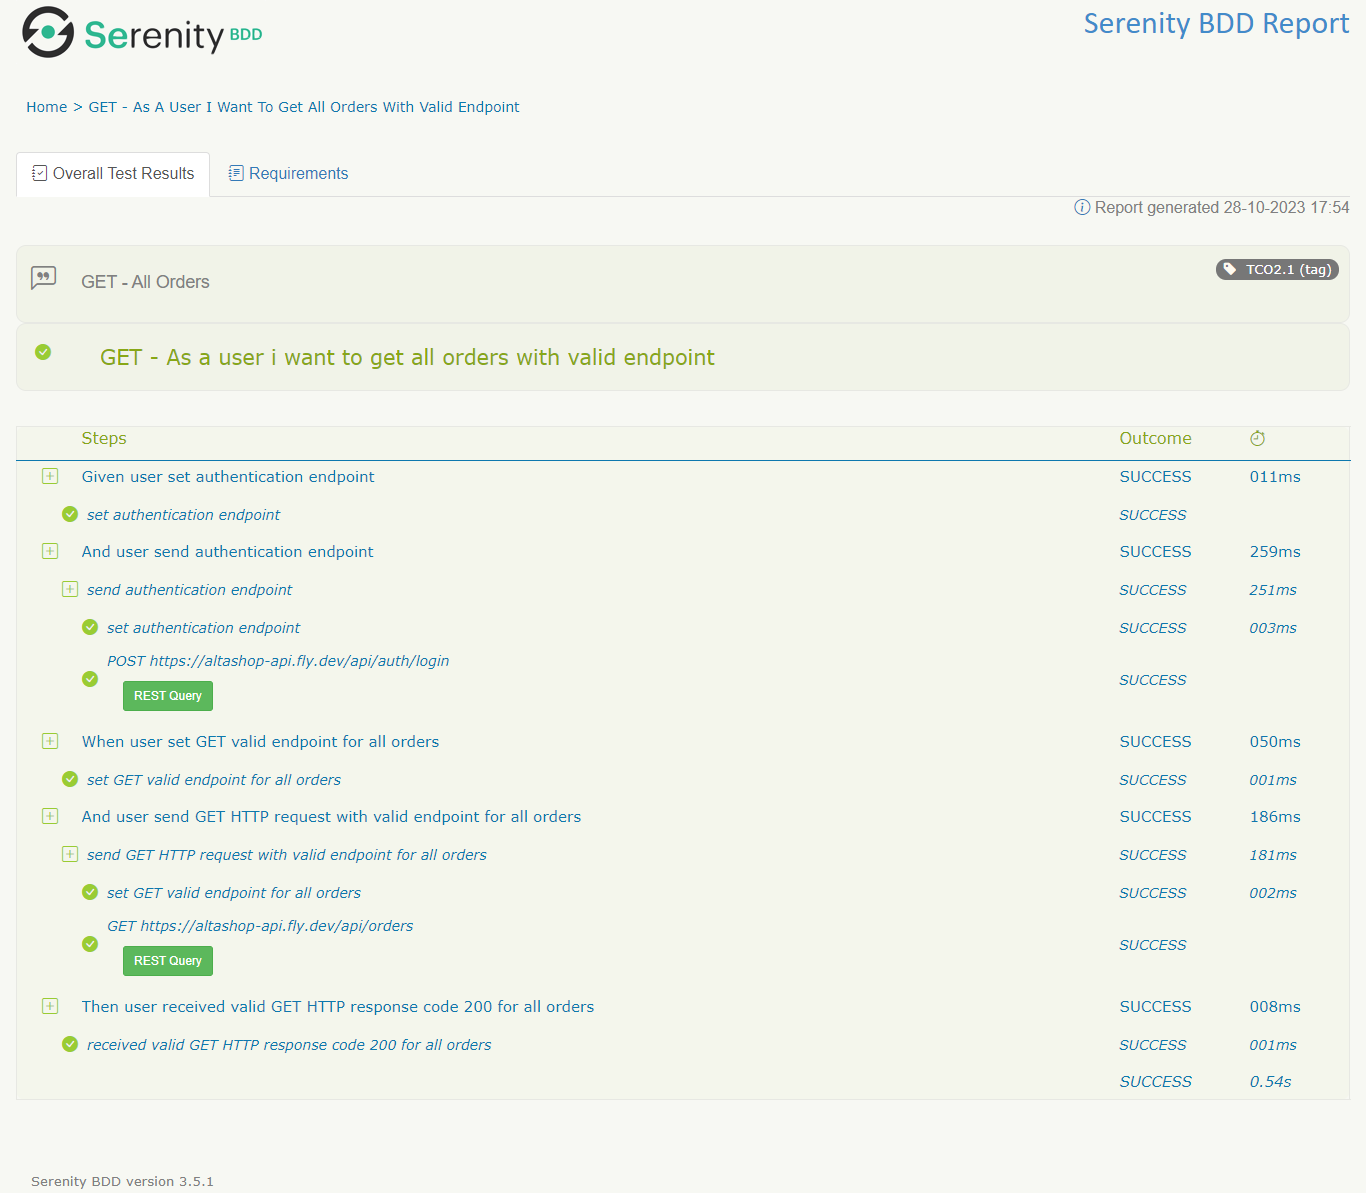 Serenity BDD
Serenity BDD Report
Home > GET - As A User I Want To Get All Orders With Valid Endpoint
Overall Test Results
Requirements
Report generated 28-10-2023 17:54
GET - All Orders
TCO2.1 (tag)
GET - As a user i want to get all orders with valid endpoint
Steps Outcome
Given user set authentication endpoint SUCCESS 011ms
set authentication endpoint SUCCESS
And user send authentication endpoint SUCCESS 259ms
send authentication endpoint SUCCESS 251ms
set authentication endpoint SUCCESS 003ms
POST https://altashop-api.fly.dev/api/auth/login
SUCCESS
REST Query
When user set GET valid endpoint for all orders SUCCESS 050ms
set GET valid endpoint for all orders SUCCESS 001ms
And user send GET HTTP request with valid endpoint for all orders SUCCESS 186ms
send GET HTTP request with valid endpoint for all orders SUCCESS 181ms
set GET valid endpoint for all orders SUCCESS 002ms
GET https://altashop-api.fly.dev/api/orders
SUCCESS
REST Query
Then user received valid GET HTTP response code 200 for all orders SUCCESS 008ms
received valid GET HTTP response code 200 for all orders SUCCESS 001ms
SUCCESS 0.54s
Serenity BDD version 3.5.1